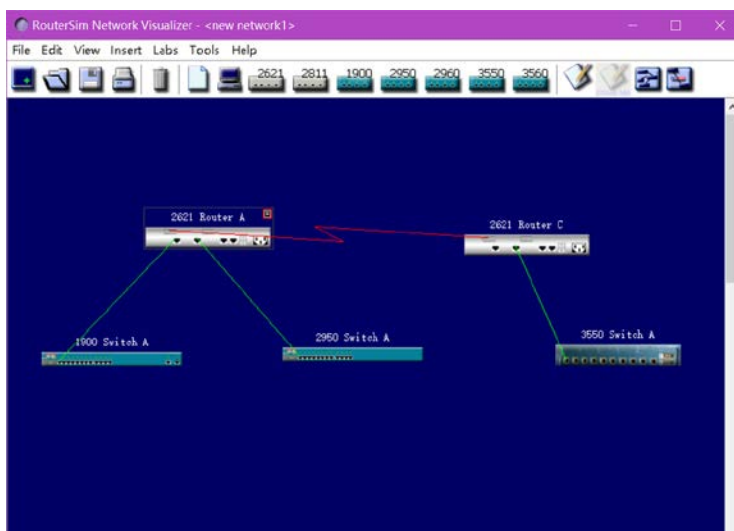 RouterSim Network Visualizer - <new network1>
File Edit View Insert Labs Tools Help
2621 2811 1900 2950 2960 3550 3560
2621 Router A
2621 Router C
1900 Switch A
2950 Switch A
3550 Switch A